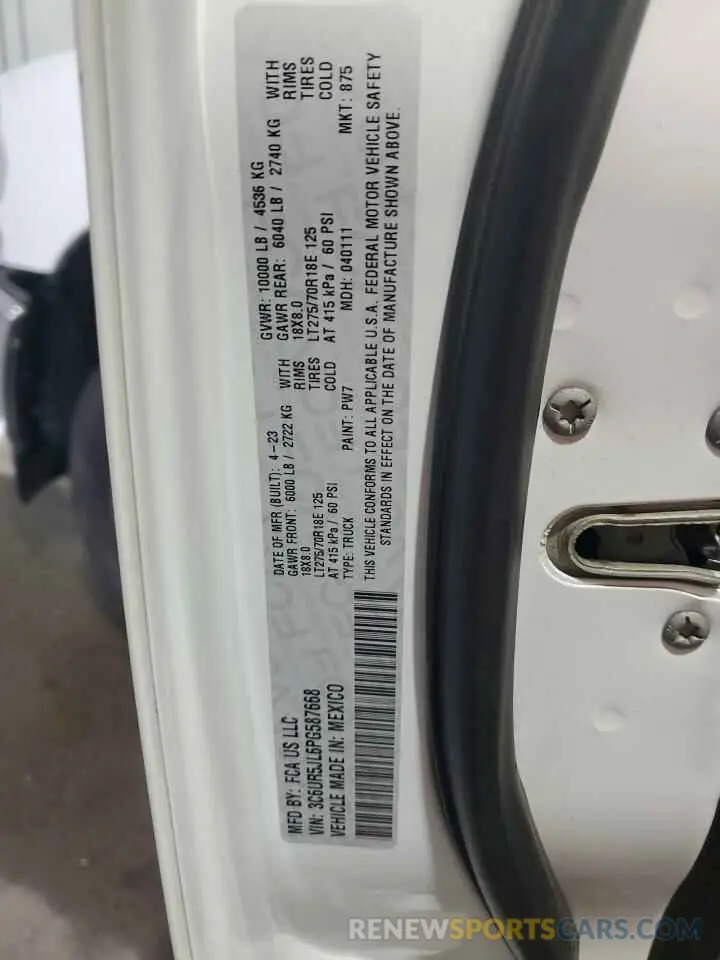 MFD BY: FCA US LLC
VIN: 3C6UR5JL6PG587668
VEHICLE MADE IN: MEXICO
DATE OF MFR (BUILT): 4-23
GAWR FRONT: 6000 LB / 2722 KG WITH
18X8.0 RIMS
LT275/70R18E 125 TIRES
AT 415 kPa / 60 PSI COLD
TYPE: TRUCK PAINT: PW7
GVWR: 10000 LB / 4536 KG
GAWR REAR: 6040 LB / 2740 KG WITH
18X8.0 RIMS
LT275/70R18E 125 TIRES
AT 415 kPa / 60 PSI COLD
MDH: 040111 MKT: 875
THIS VEHICLE CONFORMS TO ALL APPLICABLE U.S.A. FEDERAL MOTOR VEHICLE SAFETY
STANDARDS IN EFFECT ON THE DATE OF MANUFACTURE SHOWN ABOVE.
RENEWSPORTSCARS.COM